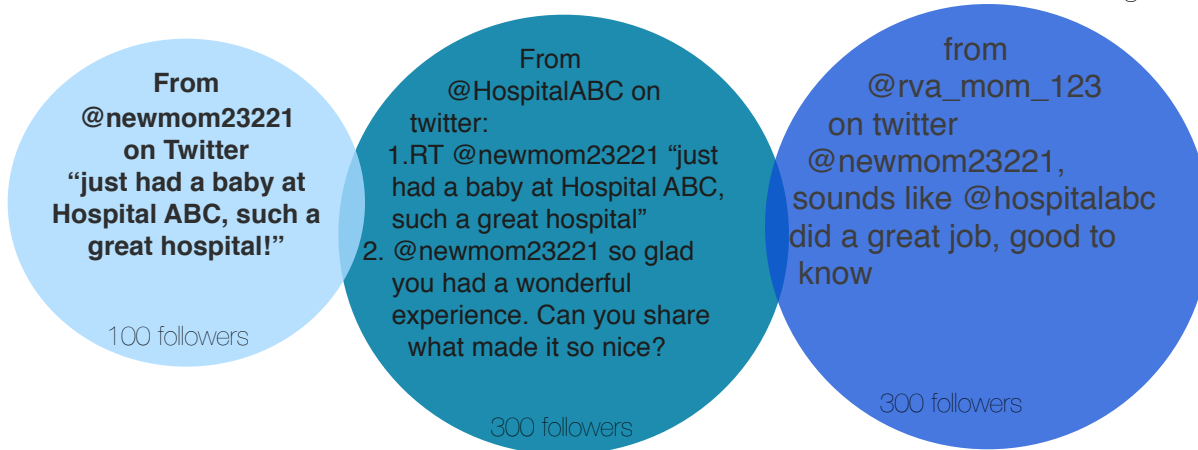 From
@newmom23221
on Twitter
“just had a baby at
Hospital ABC, such a
great hospital!”
100 followers
From
@HospitalABC on
twitter:
1.RT @newmom23221 “just
had a baby at Hospital ABC,
such a great hospital”
2. @newmom23221 so glad
you had a wonderful
experience. Can you share
what made it so nice?
300 followers
from
@rva_mom_123
on twitter
@newmom23221,
sounds like @hospitalabc
did a great job, good to
know
300 followers